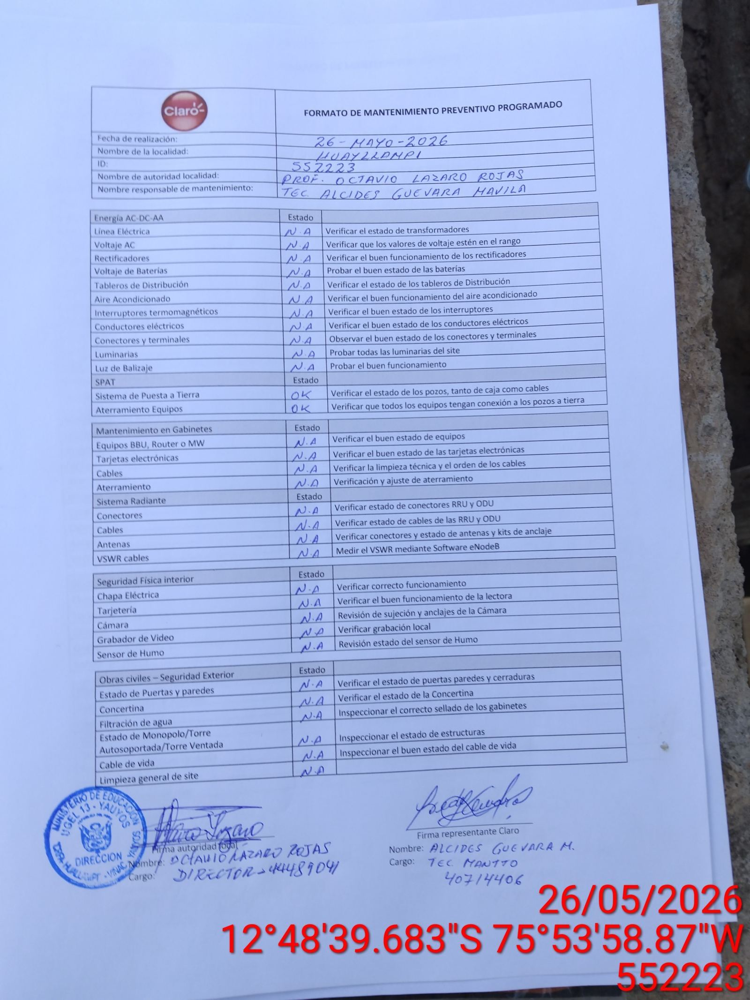 Claro
FORMATO DE MANTENIMIENTO PREVENTIVO PROGRAMADO
Fecha de realización: 26-MAYO-2026
Nombre de la localidad: HUAYLLAMPI
ID: 552223
Nombre de autoridad localidad: PROF. OCTAVIO LAZARO ROJAS
Nombre responsable de mantenimiento: TEC. ALCIDES GUEVARA MAVILA
Energía AC-DC-AA Estado
Línea Eléctrica N.A Verificar el estado de transformadores
Voltaje AC N.A Verificar que los valores de voltaje estén en el rango
Rectificadores N.A Verificar el buen funcionamiento de los rectificadores
Voltaje de Baterías N.A Probar el buen estado de las baterías
Tableros de Distribución N.A Verificar el estado de los tableros de Distribución
Aire Acondicionado N.A Verificar el buen funcionamiento del aire acondicionado
Interruptores termomagnéticos N.A Verificar el buen estado de los interruptores
Conductores eléctricos N.A Verificar el buen estado de los conductores eléctricos
Conectores y terminales N.A Observar el buen estado de los conectores y terminales
Luminarias N.A Probar todas las luminarias del site
Luz de Balizaje N.A Probar el buen funcionamiento
SPAT Estado
Sistema de Puesta a Tierra OK Verificar el estado de los pozos, tanto de caja como cables
Aterramiento Equipos OK Verificar que todos los equipos tengan conexión a los pozos a tierra
Mantenimiento en Gabinetes Estado
Equipos BBU, Router o MW N.A Verificar el buen estado de equipos
Tarjetas electrónicas N.A Verificar el buen estado de las tarjetas electrónicas
Cables N.A Verificar la limpieza técnica y el orden de los cables
Aterramiento N.A Verificación y ajuste de aterramiento
Sistema Radiante Estado
Conectores N.A Verificar estado de conectores RRU y ODU
Cables N.A Verificar estado de cables de las RRU y ODU
Antenas N.A Verificar conectores y estado de antenas y kits de anclaje
VSWR cables N.A Medir el VSWR mediante Software eNodeB
Seguridad Física interior Estado
Chapa Eléctrica N.A Verificar correcto funcionamiento
Tarjetería N.A Verificar el buen funcionamiento de la lectora
Cámara N.A Revisión de sujeción y anclajes de la Cámara
Grabador de Video N.A Verificar grabación local
Sensor de Humo N.A Revisión estado del sensor de Humo
Obras civiles – Seguridad Exterior Estado
Estado de Puertas y paredes N.A Verificar el estado de puertas paredes y cerraduras
Concertina N.A Verificar el estado de la Concertina
Filtración de agua N.A Inspeccionar el correcto sellado de los gabinetes
Estado de Monopolo/Torre
Autosoportada/Torre Ventada N.A Inspeccionar el estado de estructuras
Cable de vida N.A Inspeccionar el buen estado del cable de vida
Limpieza general de site N.A
MINISTERIO DE EDUCACION
UGEL 13 - YAUYOS
DIRECCION
Firma autoridad local
Nombre: OCTAVIO LAZARO ROJAS
Cargo: DIRECTOR - 44489041
Firma representante Claro
Nombre: ALCIDES GUEVARA M.
Cargo: TEC. MANTTO
40714406
26/05/2026
12°48'39.683"S 75°53'58.87"W
552223